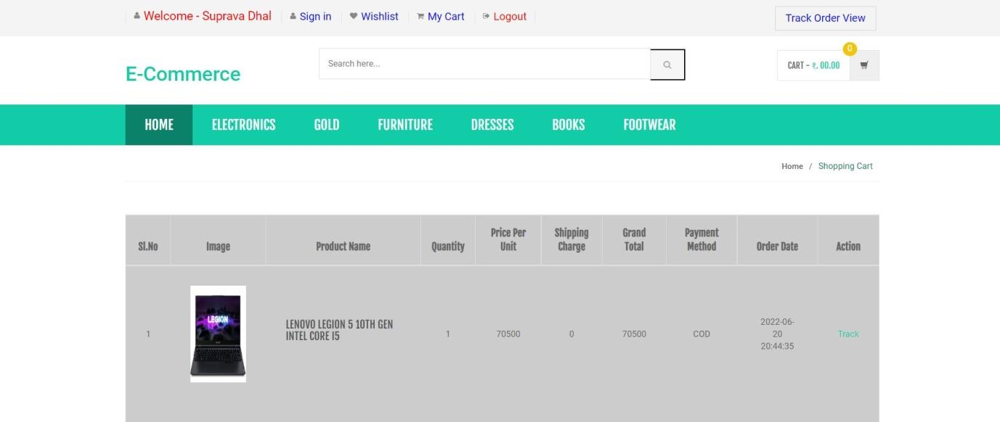 Welcome - Suprava Dhal Sign in Wishlist My Cart Logout Track Order View
0
E-Commerce Search here... CART - ₹. 00.00
HOME ELECTRONICS GOLD FURNITURE DRESSES BOOKS FOOTWEAR
Home / Shopping Cart
Sl.No Image Product Name Quantity Price Per Unit Shipping Charge Grand Total Payment Method Order Date Action
LEGION
1 LENOVO LEGION 5 10TH GEN INTEL CORE I5 1 70500 0 70500 COD 2022-06-20 20:44:35 Track